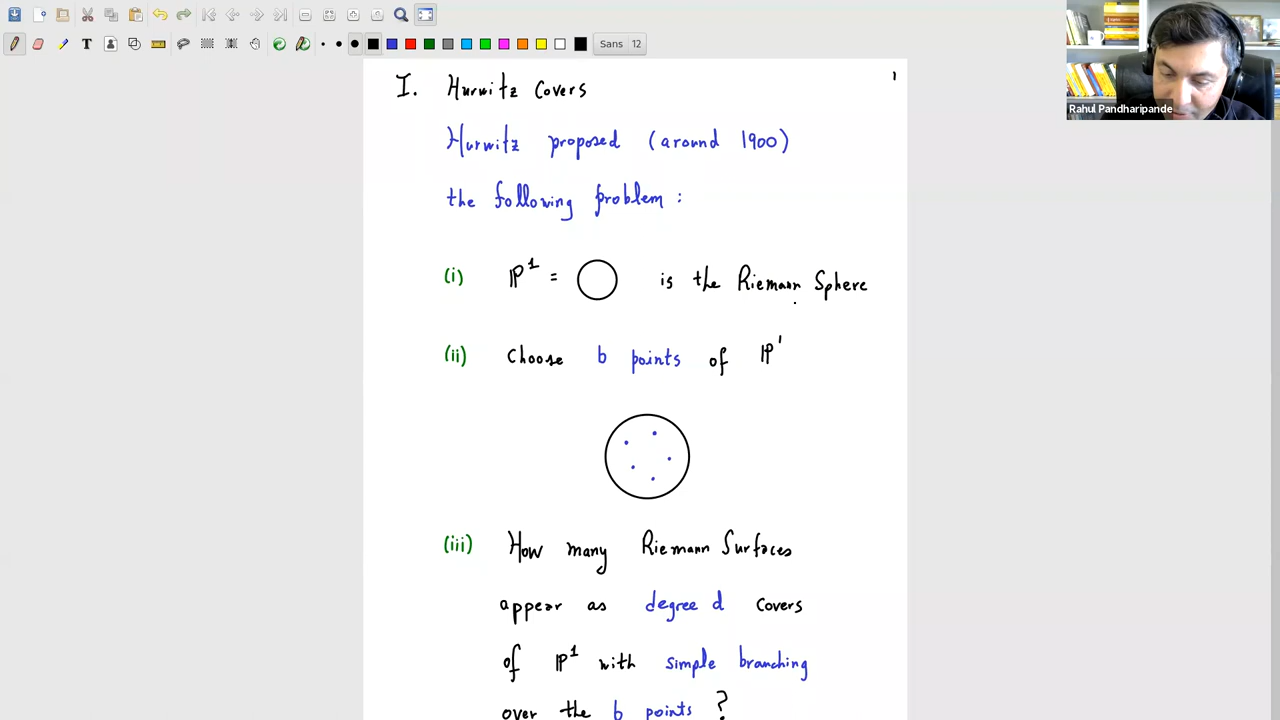 Sans 12
Rahul Pandharipande
I. Hurwitz Covers
1
Hurwitz proposed (around 1900)
the following problem :
(i) ℙ¹ = is the Riemann Sphere
(ii) Choose b points of ℙ¹
(iii) How many Riemann Surfaces
appear as degree d covers
of ℙ¹ with simple branching
over the b points ?